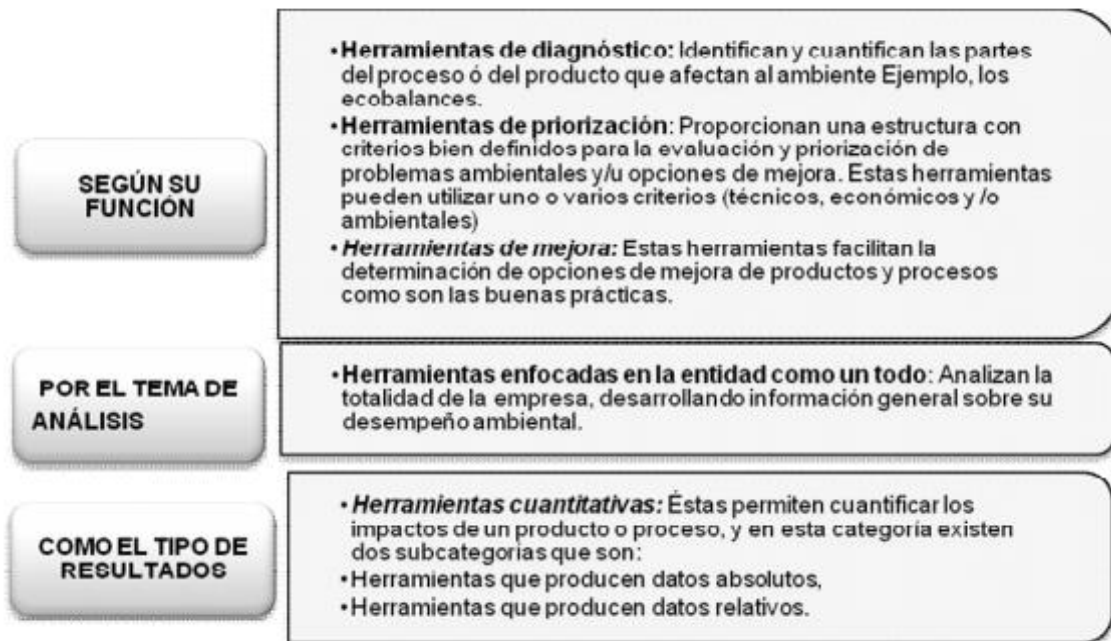 SEGÚN SU
FUNCIÓN
•Herramientas de diagnóstico: Identifican y cuantifican las partes
del proceso ó del producto que afectan al ambiente Ejemplo, los
ecobalances.
•Herramientas de priorización: Proporcionan una estructura con
criterios bien definidos para la evaluación y priorización de
problemas ambientales y/u opciones de mejora. Estas herramientas
pueden utilizar uno o varios criterios (técnicos, económicos y /o
ambientales)
•Herramientas de mejora: Estas herramientas facilitan la
determinación de opciones de mejora de productos y procesos
como son las buenas prácticas.
POR EL TEMA DE
ANÁLISIS
•Herramientas enfocadas en la entidad como un todo: Analizan la
totalidad de la empresa, desarrollando información general sobre su
desempeño ambiental.
COMO EL TIPO DE
RESULTADOS
•Herramientas cuantitativas: Éstas permiten cuantificar los
impactos de un producto o proceso, y en esta categoría existen
dos subcategorías que son:
•Herramientas que producen datos absolutos,
•Herramientas que producen datos relativos.